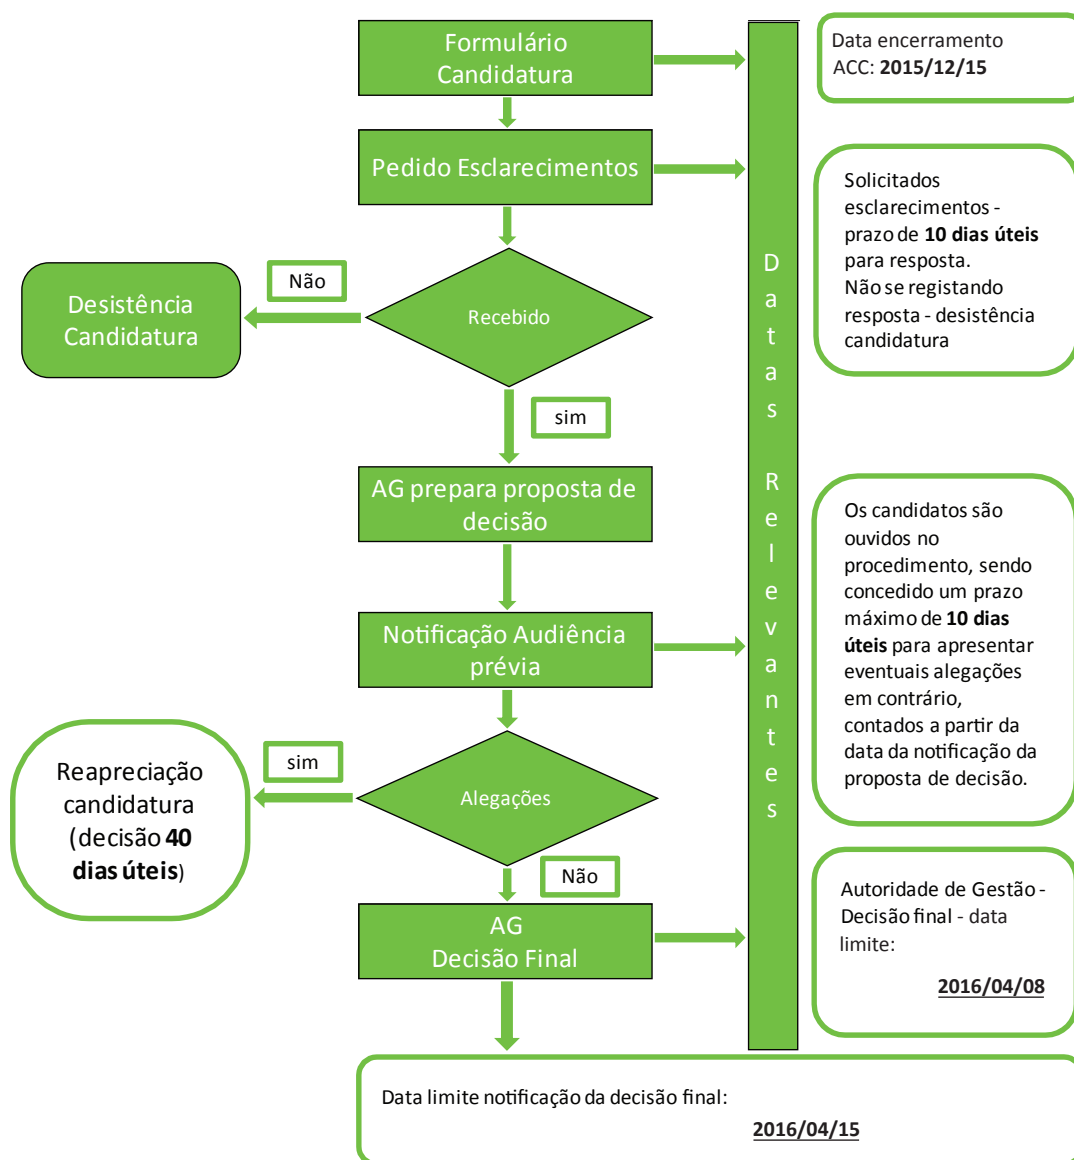 Formulário
Candidatura
Data encerramento
ACC: 2015/12/15
Pedido Esclarecimentos
Solicitados
esclarecimentos -
prazo de 10 dias úteis
para resposta.
Não se registando
resposta - desistência
candidatura
Não
Desistência
Candidatura
Recebido
sim
Datas Relevantes
AG prepara proposta de
decisão
Os candidatos são
ouvidos no
procedimento, sendo
concedido um prazo
máximo de 10 dias
úteis para apresentar
eventuais alegações
em contrário,
contados a partir da
data da notificação da
proposta de decisão.
Notificação Audiência
prévia
sim
Reapreciação
candidatura
(decisão 40
dias úteis)
Alegações
Não
AG
Decisão Final
Autoridade de Gestão -
Decisão final - data
limite:
2016/04/08
Data limite notificação da decisão final:
2016/04/15